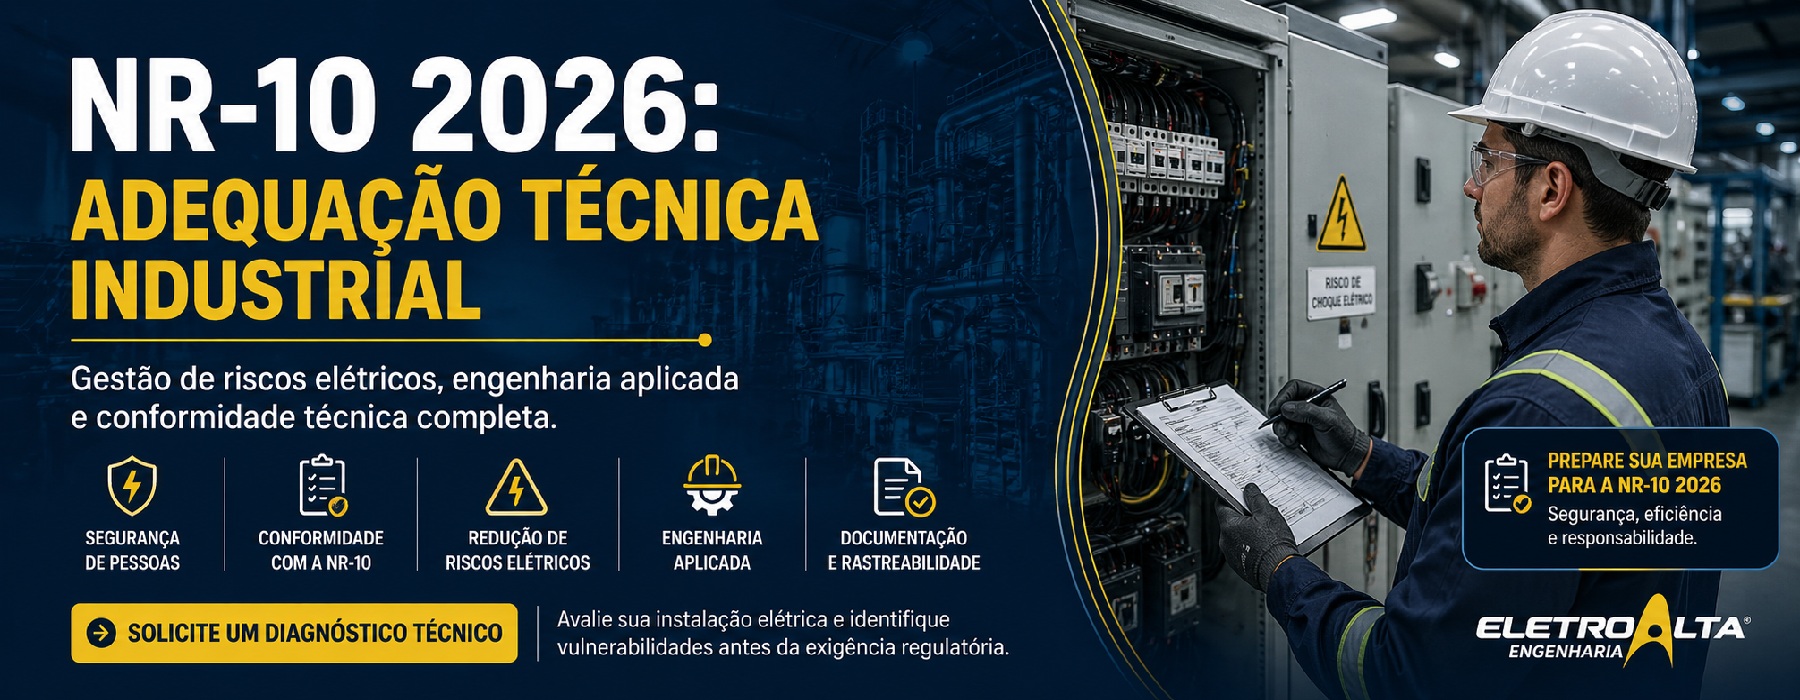 NR-10 2026:
ADEQUAÇÃO TÉCNICA
INDUSTRIAL
Gestão de riscos elétricos, engenharia aplicada
e conformidade técnica completa.
SEGURANÇA
DE PESSOAS
CONFORMIDADE
COM A NR-10
REDUÇÃO DE
RISCOS ELÉTRICOS
ENGENHARIA
APLICADA
DOCUMENTAÇÃO
E RASTREABILIDADE
SOLICITE UM DIAGNÓSTICO TÉCNICO
Avalie sua instalação elétrica e identifique
vulnerabilidades antes da exigência regulatória.
RISCO DE
CHOQUE ELÉTRICO
PREPARE SUA EMPRESA
PARA A NR-10 2026
Segurança, eficiência
e responsabilidade.
ELETROALTA®
ENGENHARIA